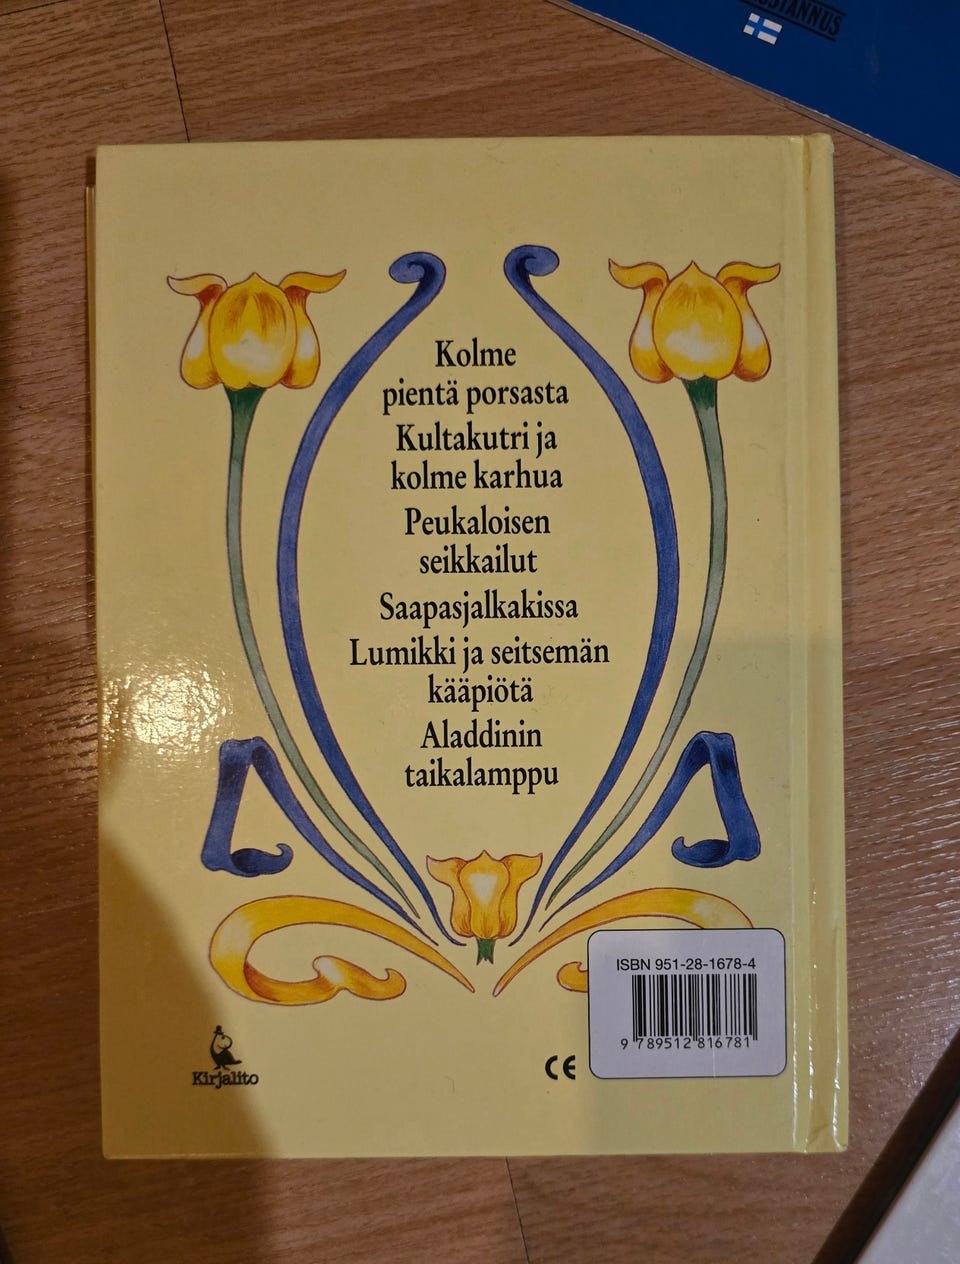 Kolme
pientä porsasta
Kultakutri ja
kolme karhua
Peukaloisen
seikkailut
Saapasjalkakissa
Lumikki ja seitsemän
kääpiötä
Aladdinin
taikalamppu
ISBN 951-28-1678-4
9 789512 816781
Kirjalito
CE